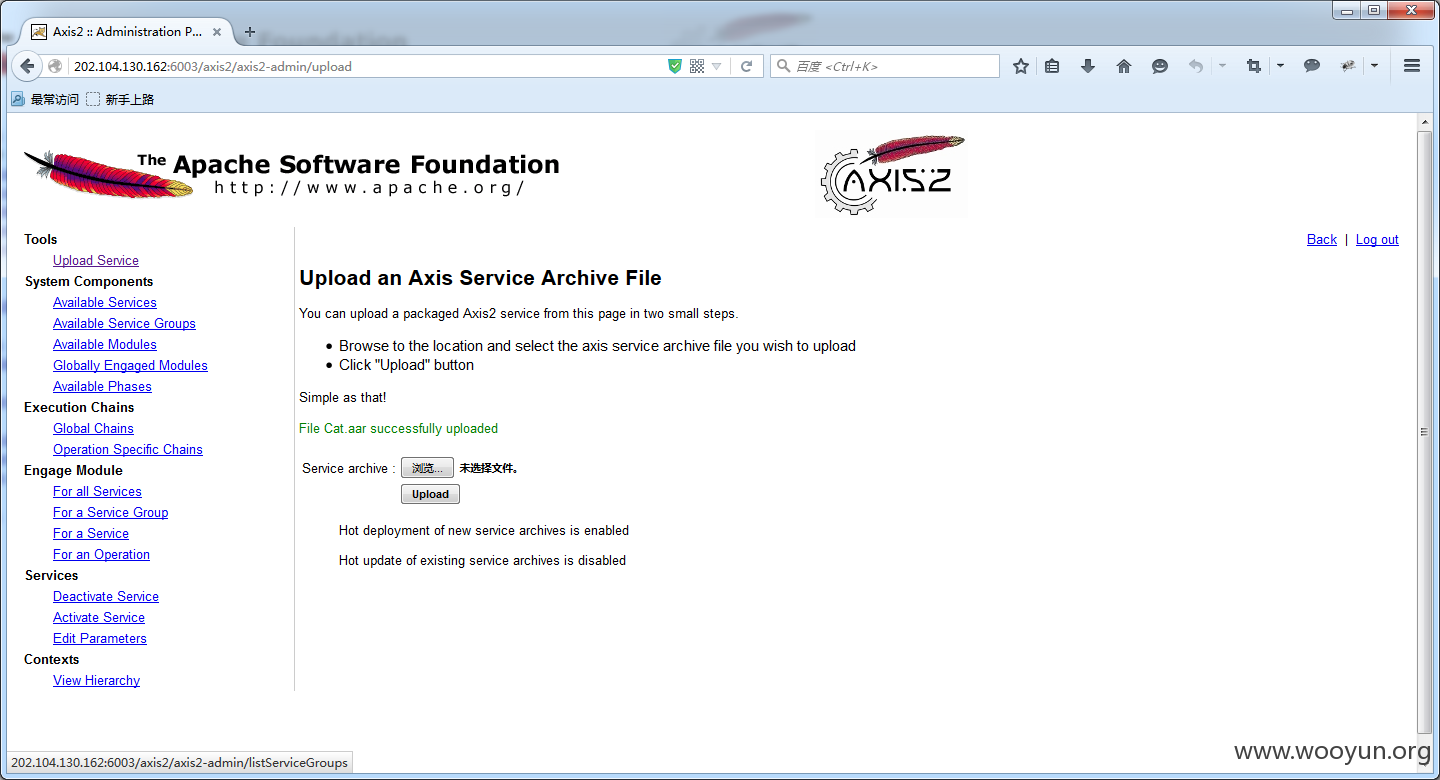 Axis2 :: Administration P...
202.104.130.162:6003/axis2/axis2-admin/upload
百度 <Ctrl+K>
最常访问
新手上路
The Apache Software Foundation
http://www.apache.org/
AXIS2
Back | Log out
Tools
Upload Service
System Components
Available Services
Available Service Groups
Available Modules
Globally Engaged Modules
Available Phases
Execution Chains
Global Chains
Operation Specific Chains
Engage Module
For all Services
For a Service Group
For a Service
For an Operation
Services
Deactivate Service
Activate Service
Edit Parameters
Contexts
View Hierarchy
Upload an Axis Service Archive File
You can upload a packaged Axis2 service from this page in two small steps.
Browse to the location and select the axis service archive file you wish to upload
Click "Upload" button
Simple as that!
File Cat.aar successfully uploaded
Service archive : 浏览... 未选择文件。
Upload
Hot deployment of new service archives is enabled
Hot update of existing service archives is disabled
www.wooyun.org
202.104.130.162:6003/axis2/axis2-admin/listServiceGroups